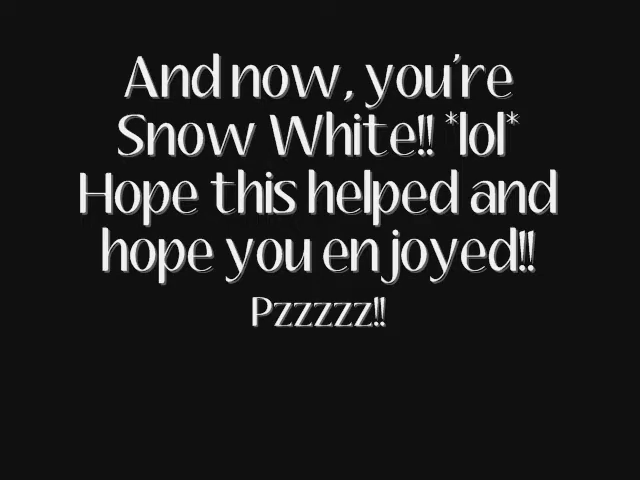 And now, you're
Snow White!! *lol*
Hope this helped and
hope you enjoyed!!
Pzzzzz!!